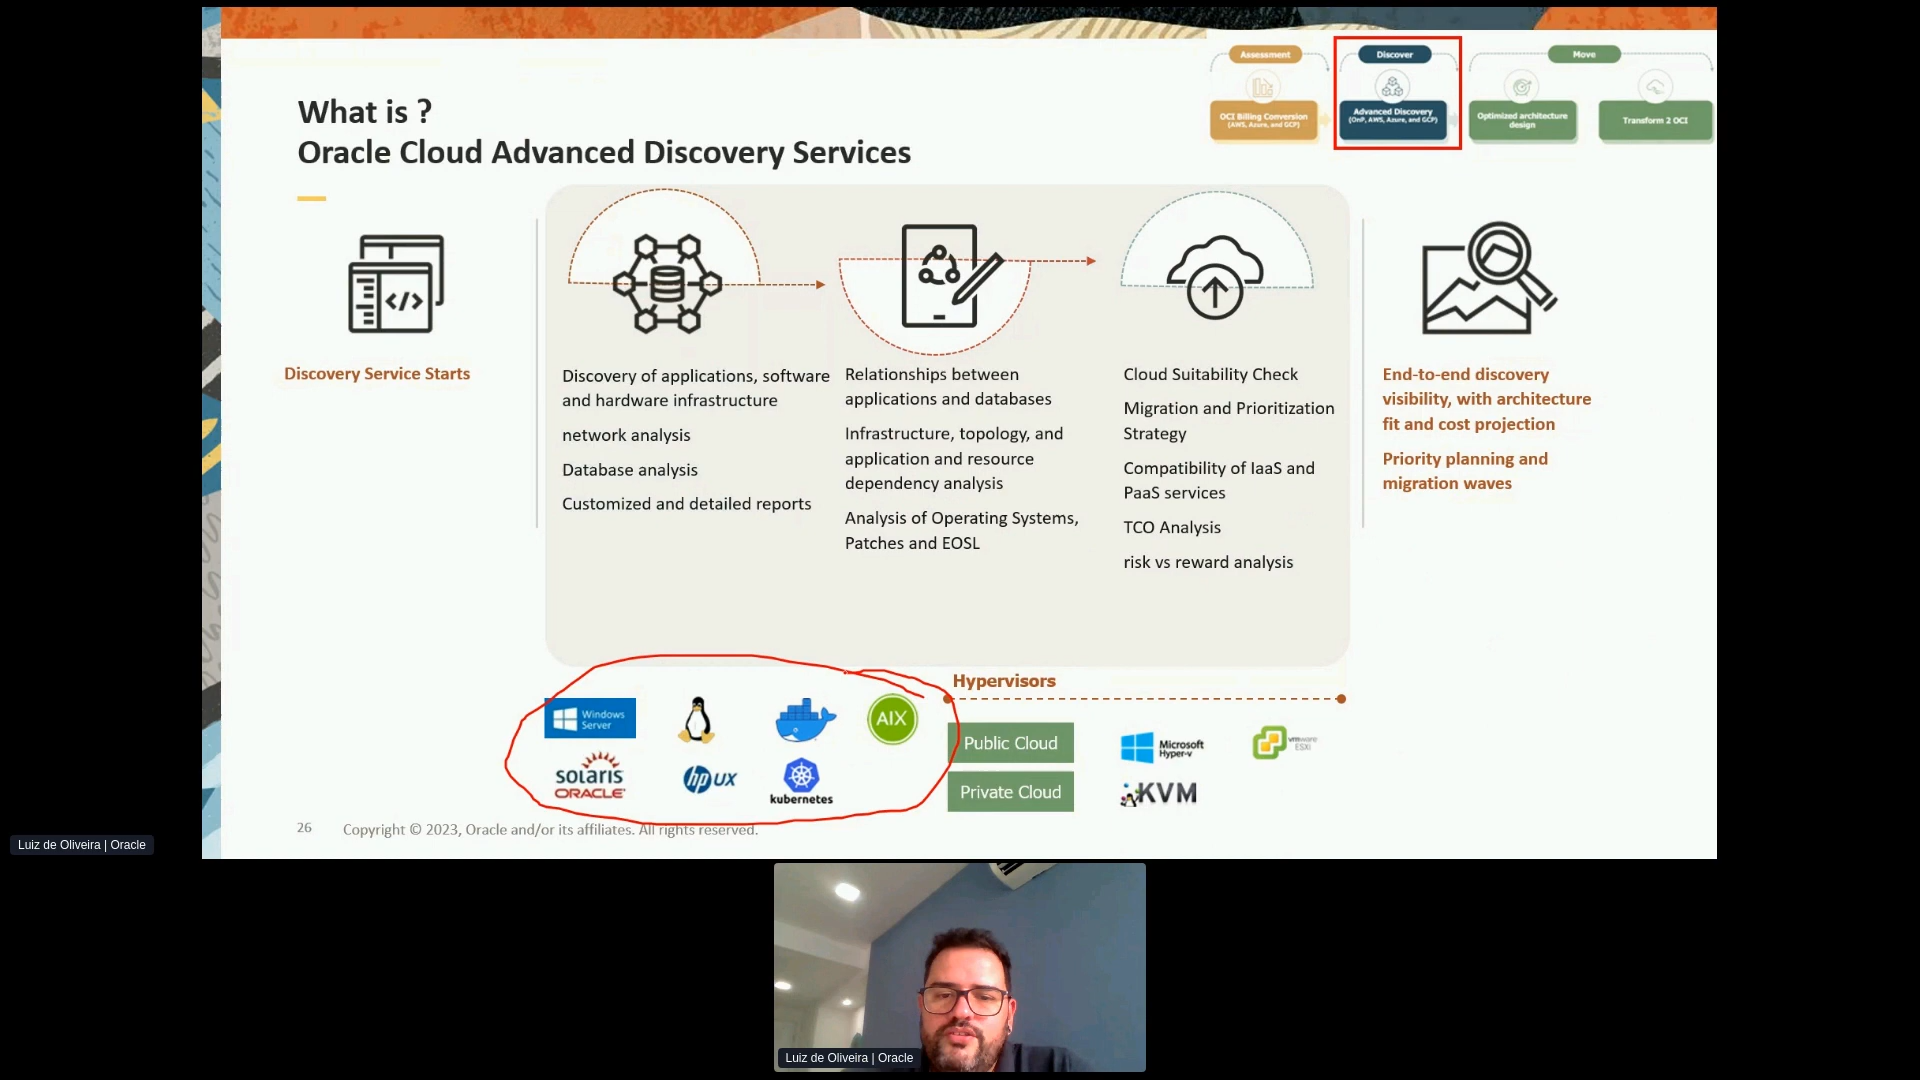 Assessment
Discover
Move
OCI Billing Conversion
(AWS, Azure, and GCP)
Advanced Discovery
(OnP, AWS, Azure, and GCP)
Optimized architecture
design
Transform 2 OCI
What is ?
Oracle Cloud Advanced Discovery Services
Discovery Service Starts
Discovery of applications, software
and hardware infrastructure
network analysis
Database analysis
Customized and detailed reports
Relationships between
applications and databases
Infrastructure, topology, and
application and resource
dependency analysis
Analysis of Operating Systems,
Patches and EOSL
Cloud Suitability Check
Migration and Prioritization
Strategy
Compatibility of IaaS and
PaaS services
TCO Analysis
risk vs reward analysis
End-to-end discovery
visibility, with architecture
fit and cost projection
Priority planning and
migration waves
Windows
Server
AIX
solaris
ORACLE
hp UX
kubernetes
Hypervisors
Public Cloud
Private Cloud
Microsoft
Hyper-v
vmware
ESXi
KVM
26
Copyright © 2023, Oracle and/or its affiliates. All rights reserved.
Luiz de Oliveira | Oracle
Luiz de Oliveira | Oracle